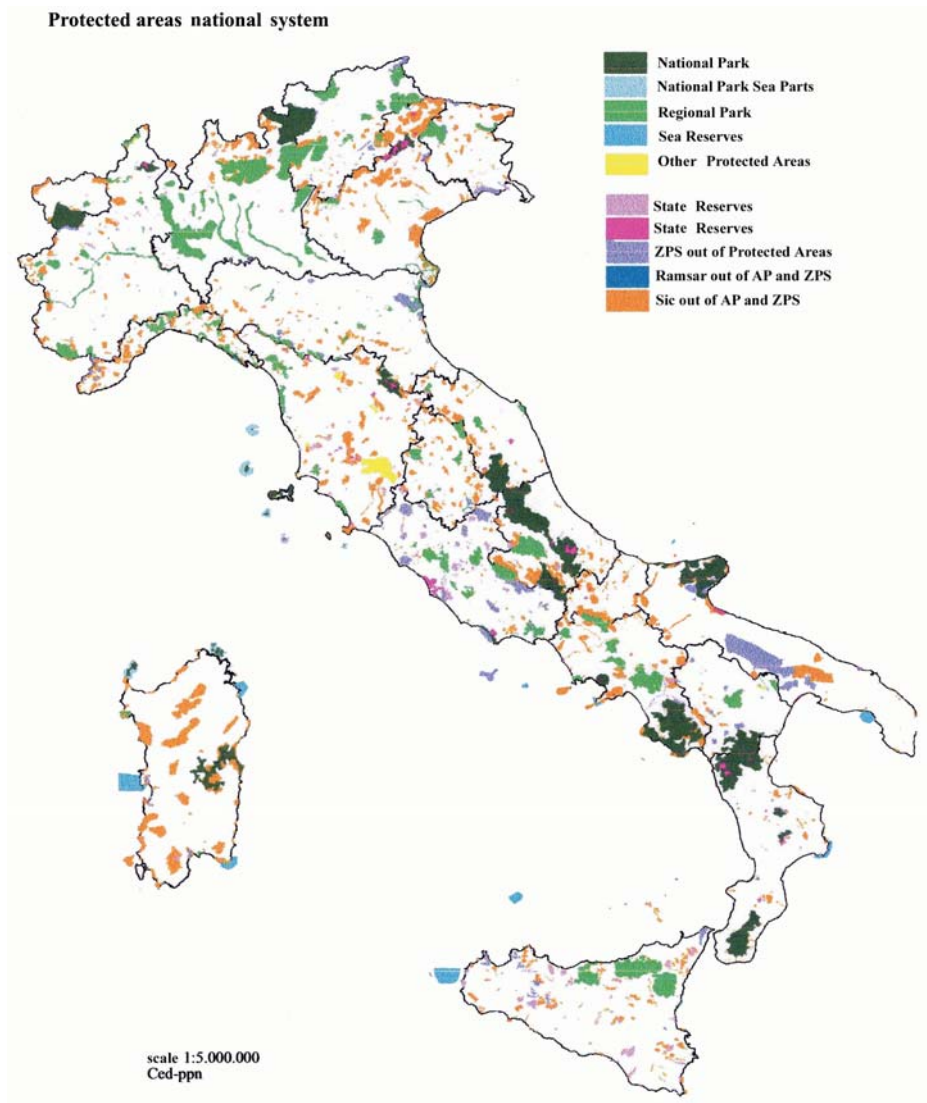 Protected areas national system
National Park
National Park Sea Parts
Regional Park
Sea Reserves
Other Protected Areas
State Reserves
State Reserves
ZPS out of Protected Areas
Ramsar out of AP and ZPS
Sic out of AP and ZPS
scale 1:5.000.000
Ced-ppn